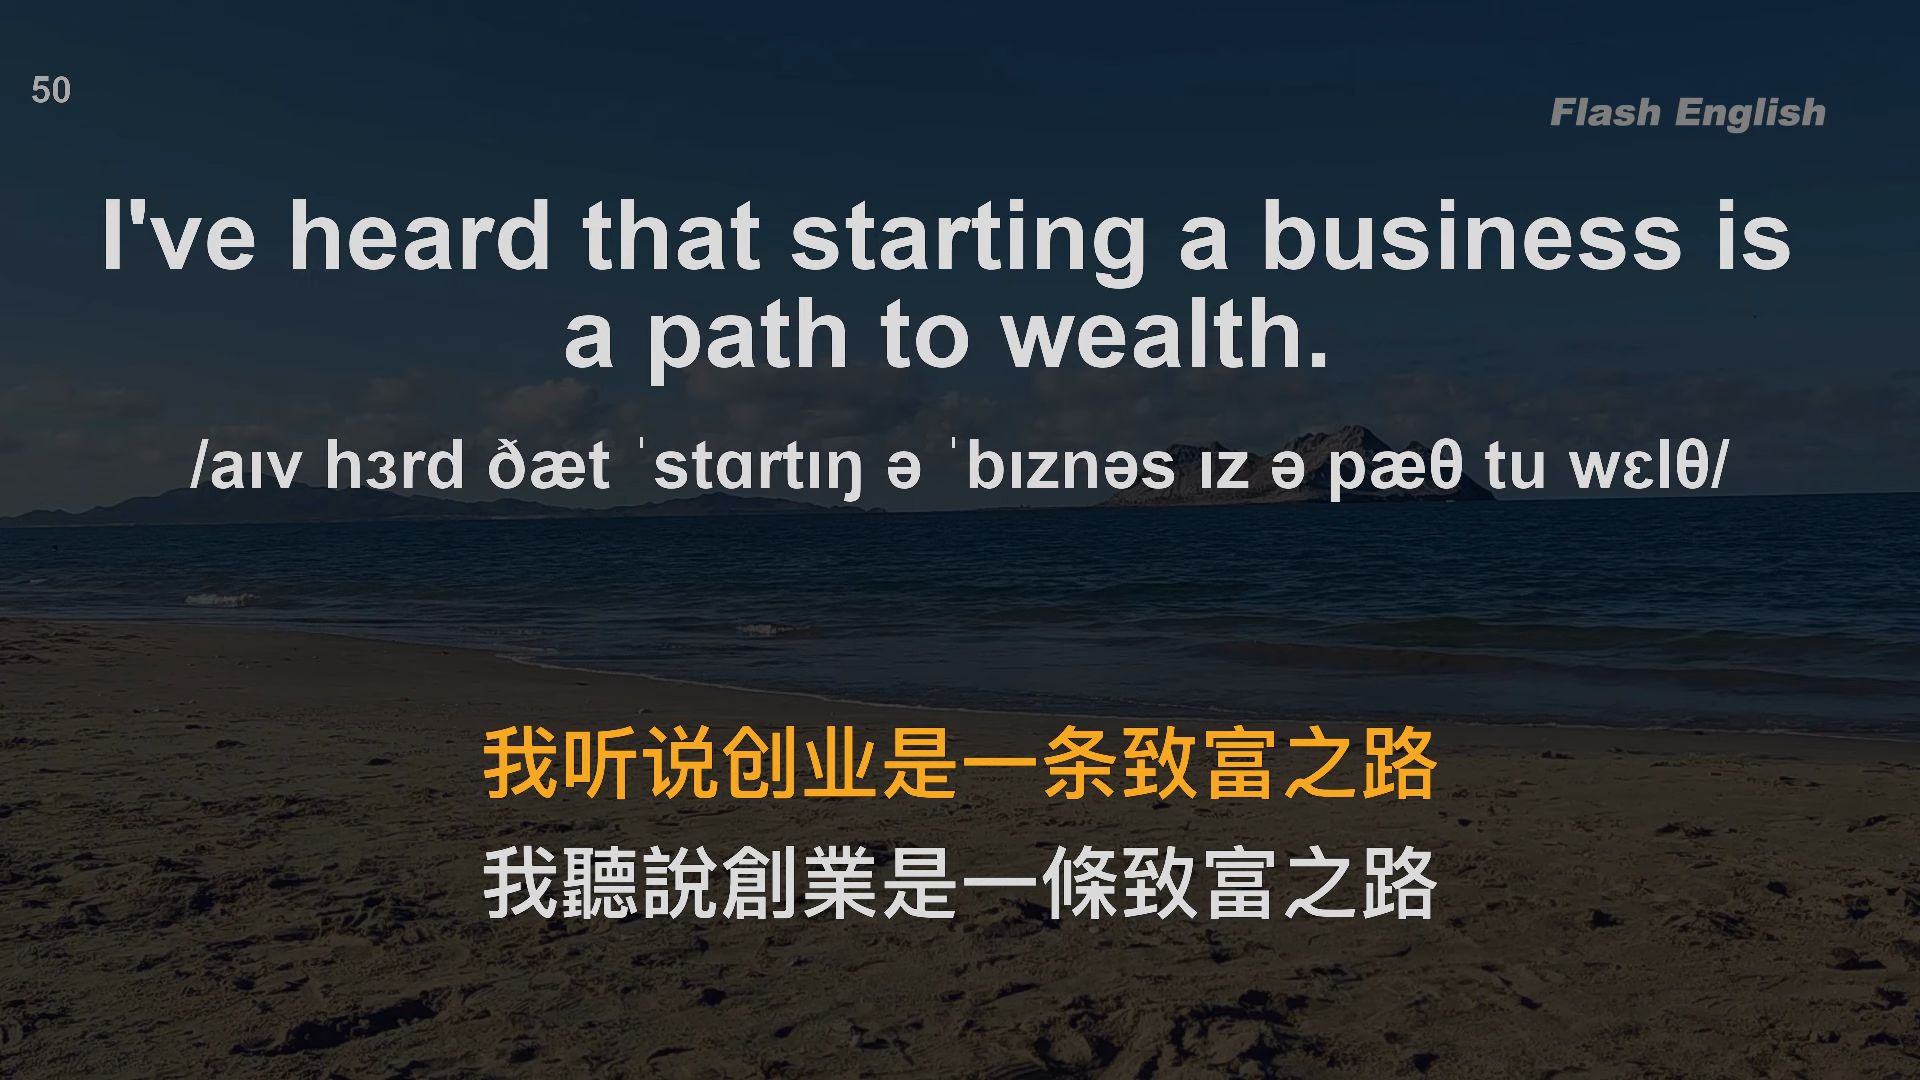 50
Flash English
I've heard that starting a business is
a path to wealth.
/aɪv hɜrd ðæt ˈstɑrtɪŋ ə ˈbɪznəs ɪz ə pæθ tu wɛlθ/
我听说创业是一条致富之路
我聽說創業是一條致富之路